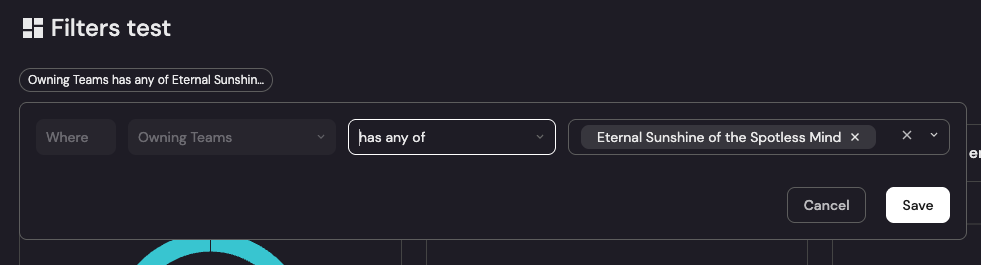 Filters test
Owning Teams has any of Eternal Sunshin...
Where Owning Teams has any of Eternal Sunshine of the Spotless Mind
Cancel Save